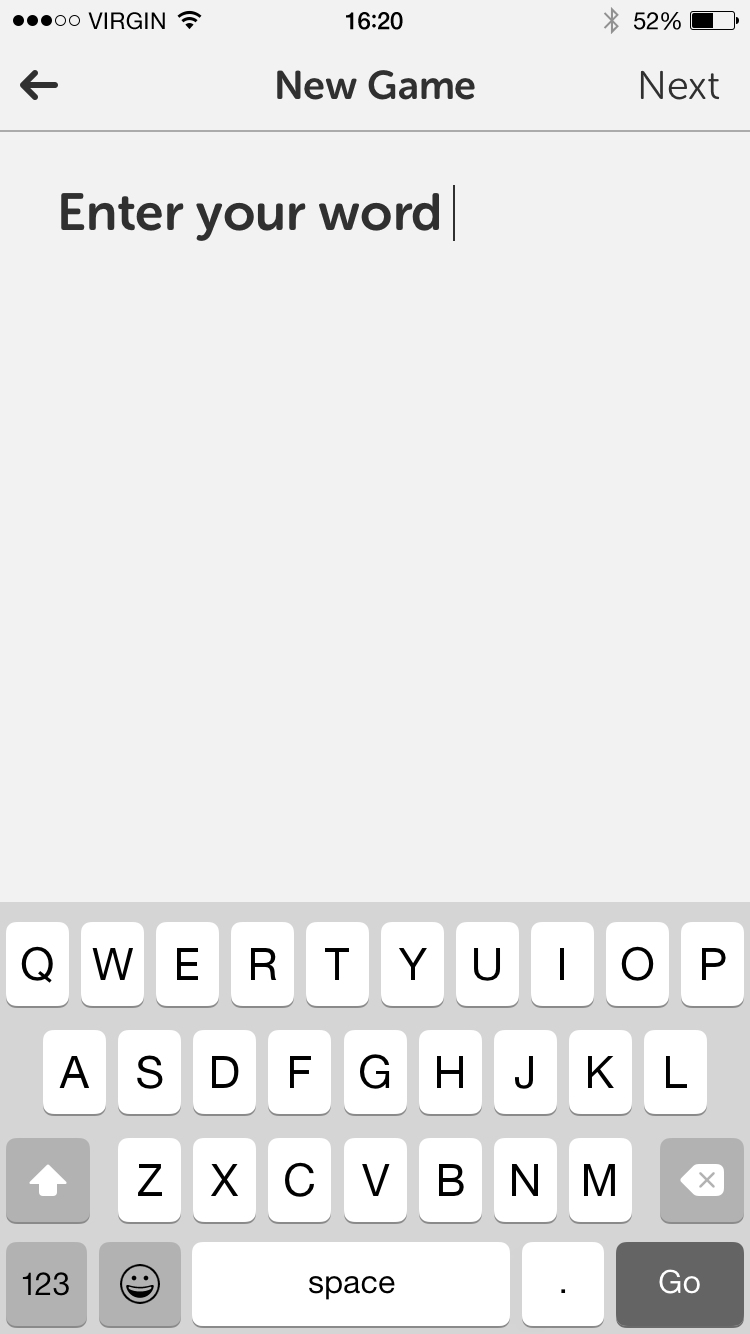 VIRGIN 16:20 52%
New Game Next
Enter your word
Q W E R T Y U I O P
A S D F G H J K L
Z X C V B N M
123 space . Go